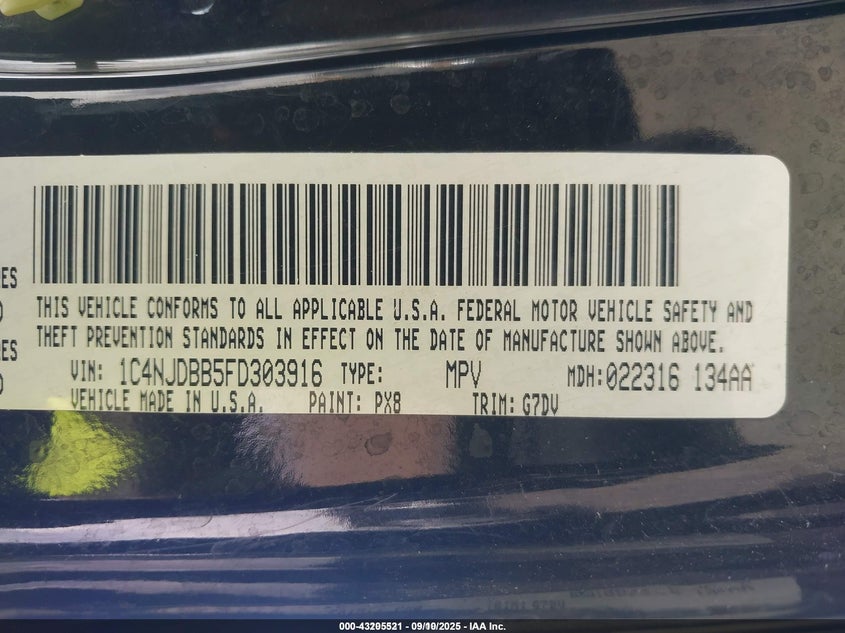 ES
THIS VEHICLE CONFORMS TO ALL APPLICABLE U.S.A. FEDERAL MOTOR VEHICLE SAFETY AND
THEFT PREVENTION STANDARDS IN EFFECT ON THE DATE OF MANUFACTURE SHOWN ABOVE.
ES
VIN: 1C4NJDBB5FD303916 TYPE: MPV MDH: 022316 134AA
VEHICLE MADE IN U.S.A. PAINT: PX8 TRIM: G7DV
000-43205521 - 09/10/2025 - IAA Inc.